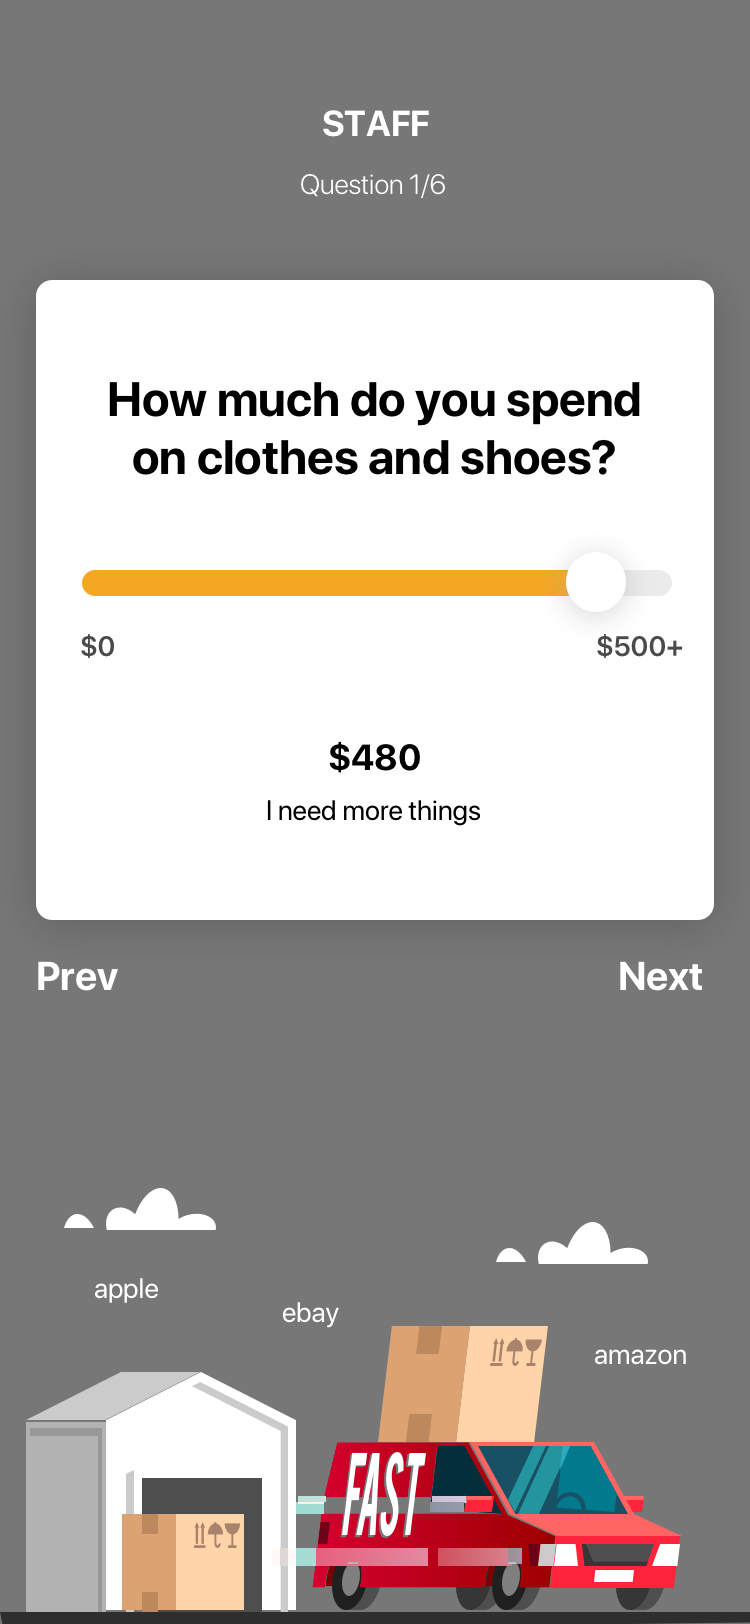 STAFF
Question 1/6
How much do you spend
on clothes and shoes?
$0
$500+
$480
I need more things
Prev
Next
apple
ebay
amazon
FAST